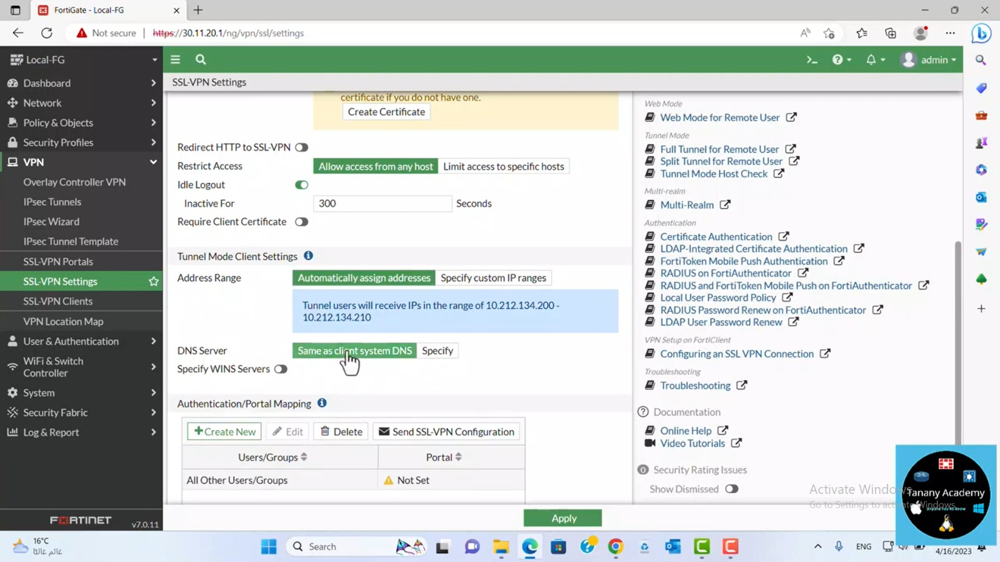 FortiGate - Local-FG
Not secure
https://30.11.20.1/ng/vpn/ssl/settings
Local-FG
admin
Dashboard
Network
Policy & Objects
Security Profiles
VPN
Overlay Controller VPN
IPsec Tunnels
IPsec Wizard
IPsec Tunnel Template
SSL-VPN Portals
SSL-VPN Settings
SSL-VPN Clients
VPN Location Map
User & Authentication
WiFi & Switch
Controller
System
Security Fabric
Log & Report
FORTINET
v7.0.11
SSL-VPN Settings
certificate if you do not have one.
Create Certificate
Redirect HTTP to SSL-VPN
Restrict Access
Allow access from any host
Limit access to specific hosts
Idle Logout
Inactive For
300
Seconds
Require Client Certificate
Tunnel Mode Client Settings
Address Range
Automatically assign addresses
Specify custom IP ranges
Tunnel users will receive IPs in the range of 10.212.134.200 -
10.212.134.210
DNS Server
Same as client system DNS
Specify
Specify WINS Servers
Authentication/Portal Mapping
Create New
Edit
Delete
Send SSL-VPN Configuration
Users/Groups
Portal
All Other Users/Groups
Not Set
Apply
Web Mode
Web Mode for Remote User
Tunnel Mode
Full Tunnel for Remote User
Split Tunnel for Remote User
Tunnel Mode Host Check
Multi-realm
Multi-Realm
Authentication
Certificate Authentication
LDAP-Integrated Certificate Authentication
FortiToken Mobile Push Authentication
RADIUS on FortiAuthenticator
RADIUS and FortiToken Mobile Push on FortiAuthenticator
Local User Password Policy
RADIUS Password Renew on FortiAuthenticator
LDAP User Password Renew
VPN Setup on FortiClient
Configuring an SSL VPN Connection
Troubleshooting
Troubleshooting
Documentation
Online Help
Video Tutorials
0 Security Rating Issues
Show Dismissed
Activate Windows
Go to Settings to activate Windows.
Tanany Academy
16°C
غائم غالبًا
Search
ENG
4/16/2023